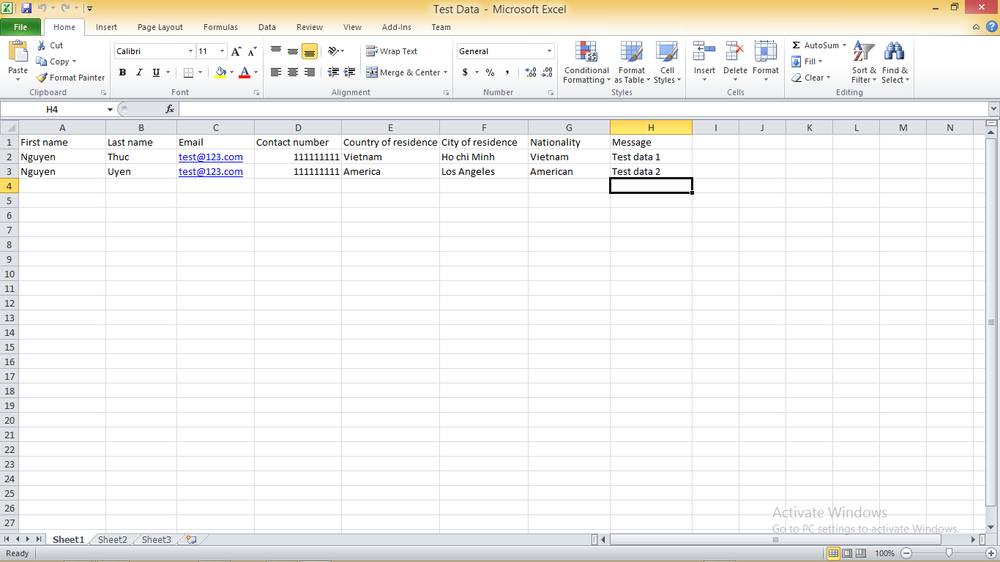 Test Data - Microsoft Excel
File Home Insert Page Layout Formulas Data Review View Add-Ins Team
Paste
Cut
Copy
Format Painter
Clipboard
Calibri 11
B I U
Font
Wrap Text
Merge & Center
Alignment
General
$ % ,
Number
Conditional Formatting
Format as Table
Cell Styles
Styles
Insert Delete Format
Cells
Σ AutoSum
Fill
Clear
Sort & Filter
Find & Select
Editing
H4 fx
A B C D E F G H I J K L M N
1 First name Last name Email Contact number Country of residence City of residence Nationality Message
2 Nguyen Thuc test@123.com 111111111 Vietnam Ho chi Minh Vietnam Test data 1
3 Nguyen Uyen test@123.com 111111111 America Los Angeles American Test data 2
4
5
6
7
8
9
10
11
12
13
14
15
16
17
18
19
20
21
22
23
24
25
26
27
Activate Windows
Go to PC settings to activate Windows.
Sheet1 Sheet2 Sheet3
Ready 100%